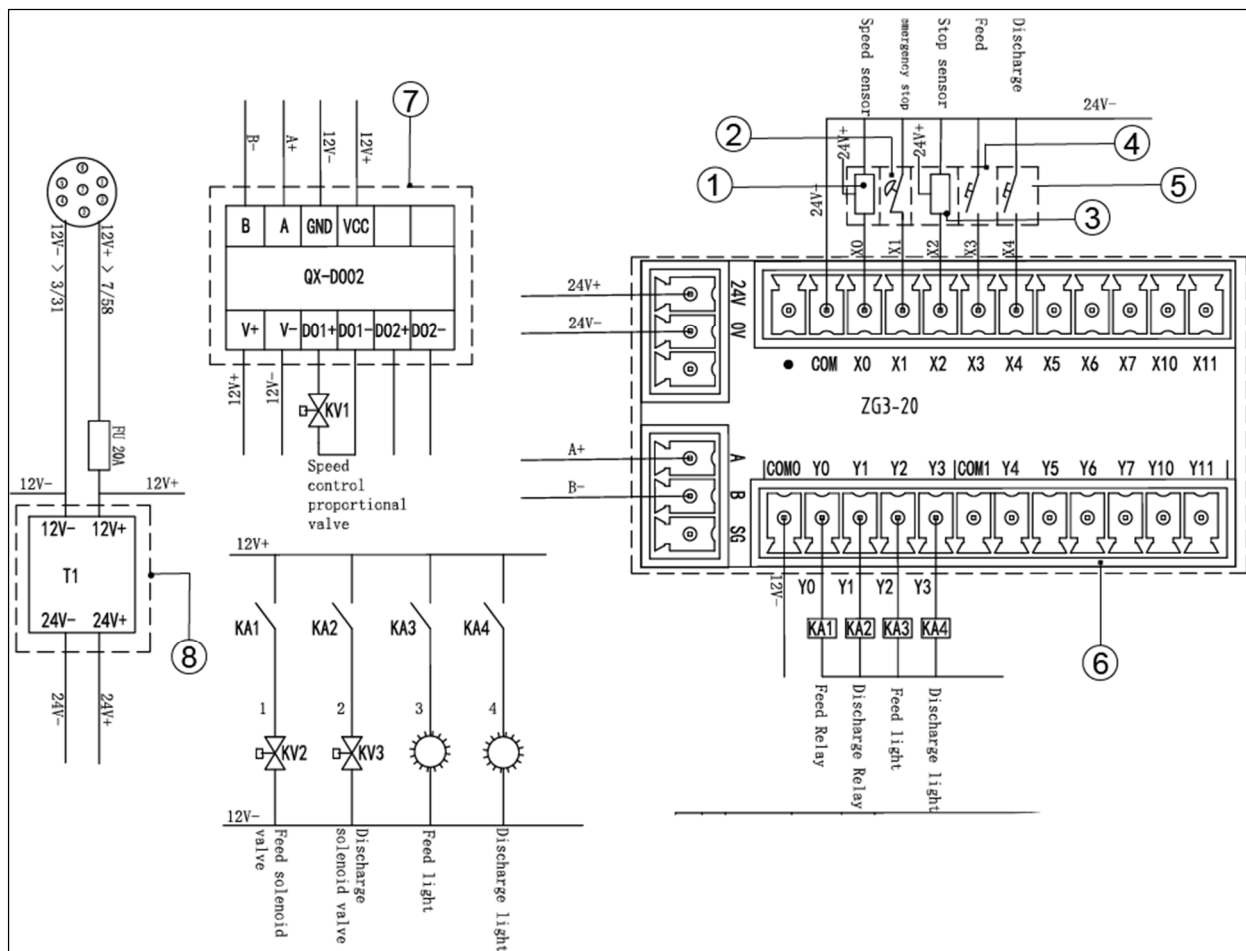 Speed sensor
emergency stop
Stop sensor
Feed
Discharge
24V-
7
2
4
1
5
3
24V+
24V+
24V-
X0
X1
X2
X3
X4
B-
A+
12V-
12V+
B A GND VCC
QX-DO02
V+ V- DO1+ DO1- DO2+ DO2-
12V+
12V-
KV1
Speed
control
proportional
valve
12V- > 3/31
12V+ > 7/58
FU 20A
12V-
12V+
12V- 12V+
T1
24V- 24V+
8
24V-
24V+
24V+
24V-
24V
0V
• COM X0 X1 X2 X3 X4 X5 X6 X7 X10 X11
ZG3-20
A+
B-
A
B
SG
COM0 Y0 Y1 Y2 Y3 COM1 Y4 Y5 Y6 Y7 Y10 Y11
12V-
Y0 Y1 Y2 Y3
6
KA1 KA2 KA3 KA4
Feed Relay
Discharge Relay
Feed light
Discharge light
12V+
KA1 KA2 KA3 KA4
1 2 3 4
KV2 KV3
12V-
Feed solenoid
valve
Discharge
solenoid valve
Feed light
Discharge light